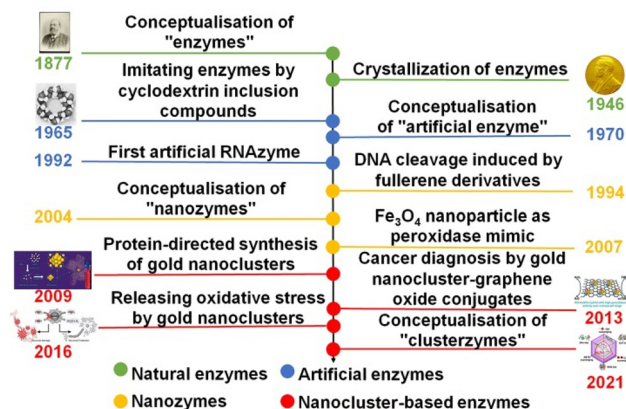 Conceptualisation of
"enzymes"
1877
Crystallization of enzymes
1946
Imitating enzymes by
cyclodextrin inclusion
compounds
1965
Conceptualisation
of "artificial enzyme"
1970
First artificial RNAzyme
1992
DNA cleavage induced by
fullerene derivatives
1994
Conceptualisation of
"nanozymes"
2004
Fe₃O₄ nanoparticle as
peroxidase mimic
2007
Protein-directed synthesis
of gold nanoclusters
2009
Cancer diagnosis by gold
nanocluster-graphene
oxide conjugates
2013
Releasing oxidative stress
by gold nanoclusters
2016
Conceptualisation of
"clusterzymes"
2021
Natural enzymes
Artificial enzymes
Nanozymes
Nanocluster-based enzymes